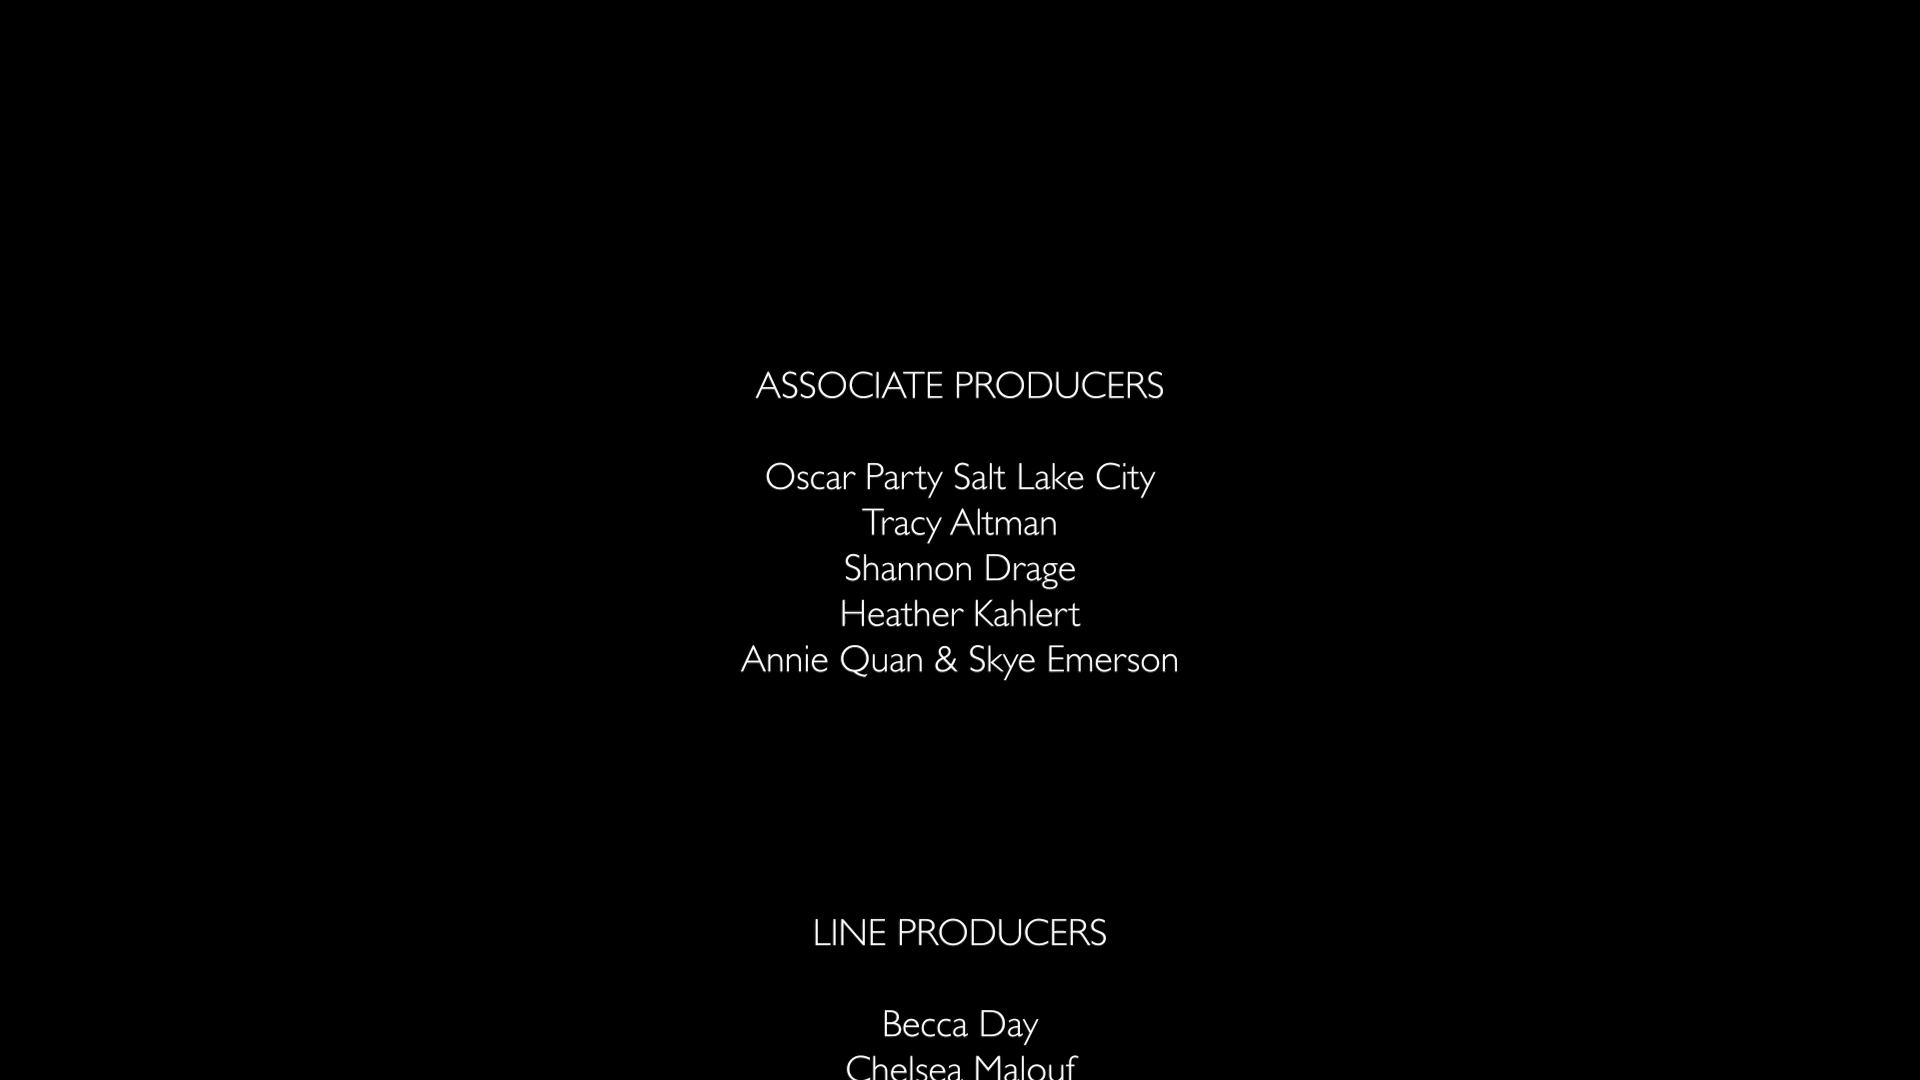 ASSOCIATE PRODUCERS
Oscar Party Salt Lake City
Tracy Altman
Shannon Drage
Heather Kahlert
Annie Quan & Skye Emerson
LINE PRODUCERS
Becca Day
Chelsea Malouf